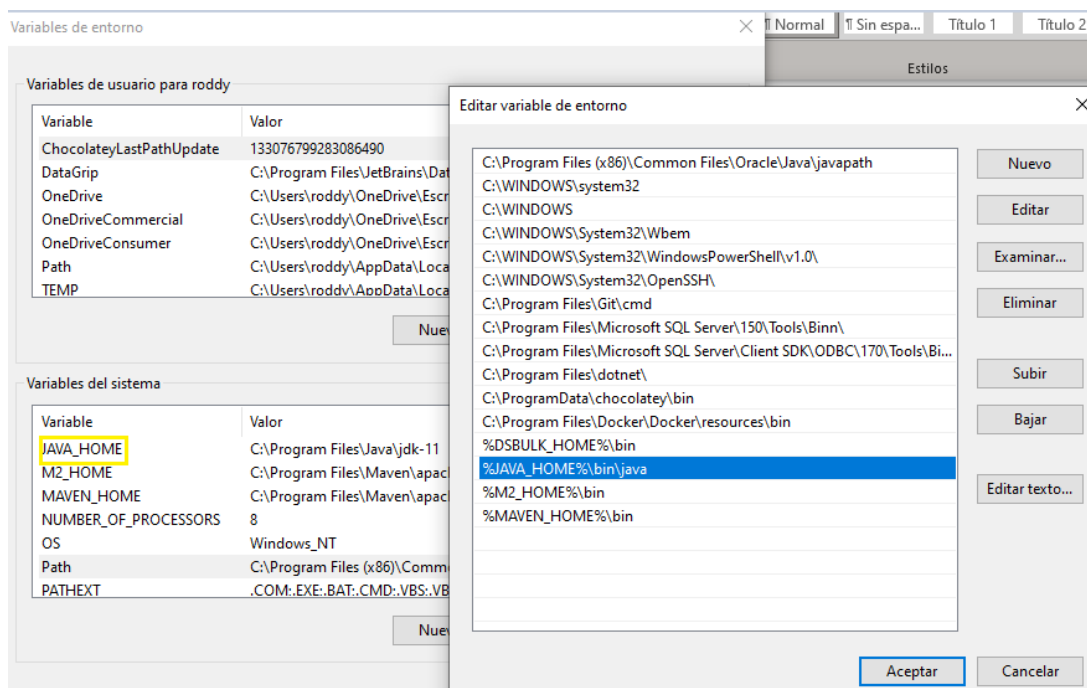 Variables de entorno
¶ Normal ¶ Sin espa... Título 1 Título 2
Estilos
Variables de usuario para roddy
Variable Valor
ChocolateyLastPathUpdate 133076799283086490
DataGrip C:\Program Files\JetBrains\Dat
OneDrive C:\Users\roddy\OneDrive\Escr
OneDriveCommercial C:\Users\roddy\OneDrive\Escr
OneDriveConsumer C:\Users\roddy\OneDrive\Escr
Path C:\Users\roddy\AppData\Loca
TEMP C:\Users\roddy\AppData\Loca
Nue
Variables del sistema
Variable Valor
JAVA_HOME C:\Program Files\Java\jdk-11
M2_HOME C:\Program Files\Maven\apac
MAVEN_HOME C:\Program Files\Maven\apac
NUMBER_OF_PROCESSORS 8
OS Windows_NT
Path C:\Program Files (x86)\Comm
PATHEXT .COM;.EXE;.BAT;.CMD;.VBS;.VB
Nue
Editar variable de entorno
C:\Program Files (x86)\Common Files\Oracle\Java\javapath
C:\WINDOWS\system32
C:\WINDOWS
C:\WINDOWS\System32\Wbem
C:\WINDOWS\System32\WindowsPowerShell\v1.0\
C:\WINDOWS\System32\OpenSSH\
C:\Program Files\Git\cmd
C:\Program Files\Microsoft SQL Server\150\Tools\Binn\
C:\Program Files\Microsoft SQL Server\Client SDK\ODBC\170\Tools\Bi...
C:\Program Files\dotnet\
C:\ProgramData\chocolatey\bin
C:\Program Files\Docker\Docker\resources\bin
%DSBULK_HOME%\bin
%JAVA_HOME%\bin\java
%M2_HOME%\bin
%MAVEN_HOME%\bin
Nuevo
Editar
Examinar...
Eliminar
Subir
Bajar
Editar texto...
Aceptar Cancelar